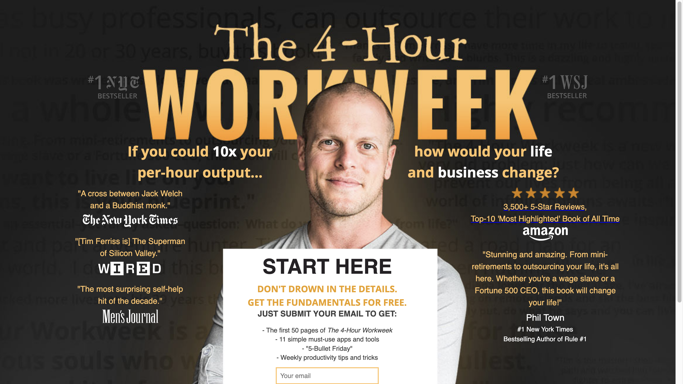 The 4-Hour
WORKWEEK
#1 NYT
BESTSELLER
#1 WSJ
BESTSELLER
If you could 10x your
per-hour output...
how would your life
and business change?
"A cross between Jack Welch
and a Buddhist monk."
The New York Times
"[Tim Ferriss is] The Superman
of Silicon Valley."
WIRED
"The most surprising self-help
hit of the decade."
Men's Journal
3,500+ 5-Star Reviews,
Top-10 'Most Highlighted' Book of All Time
amazon
"Stunning and amazing. From mini-
retirements to outsourcing your life, it's all
here. Whether you're a wage slave or a
Fortune 500 CEO, this book will change
your life!"
Phil Town
#1 New York Times
Bestselling Author of Rule #1
START HERE
DON'T DROWN IN THE DETAILS.
GET THE FUNDAMENTALS FOR FREE.
JUST SUBMIT YOUR EMAIL TO GET:
- The first 50 pages of The 4-Hour Workweek
- 11 simple must-use apps and tools
- "5-Bullet Friday"
- Weekly productivity tips and tricks
Your email